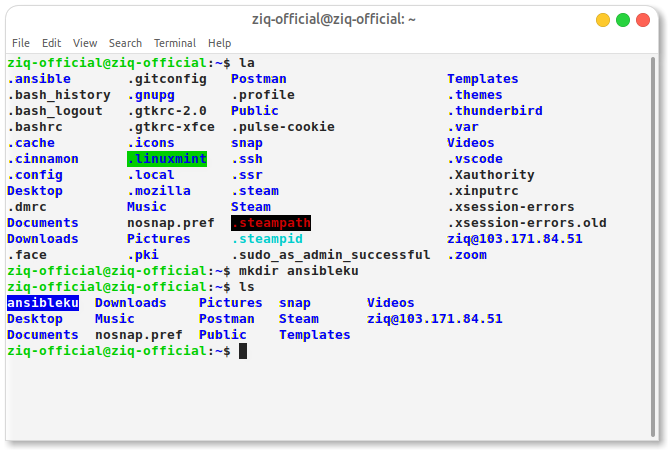 ziq-official@ziq-official: ~
File Edit View Search Terminal Help
ziq-official@ziq-official:~$ la
.ansible .gitconfig Postman Templates
.bash_history .gnupg .profile .themes
.bash_logout .gtkrc-2.0 Public .thunderbird
.bashrc .gtkrc-xfce .pulse-cookie .var
.cache .icons snap Videos
.cinnamon .linuxmint .ssh .vscode
.config .local .ssr .Xauthority
Desktop .mozilla .steam .xinputrc
.dmrc Music Steam .xsession-errors
Documents nosnap.pref .steampath .xsession-errors.old
Downloads Pictures .steampid ziq@103.171.84.51
.face .pki .sudo_as_admin_successful .zoom
ziq-official@ziq-official:~$ mkdir ansibleku
ziq-official@ziq-official:~$ ls
ansibleku Downloads Pictures snap Videos
Desktop Music Postman Steam ziq@103.171.84.51
Documents nosnap.pref Public Templates
ziq-official@ziq-official:~$